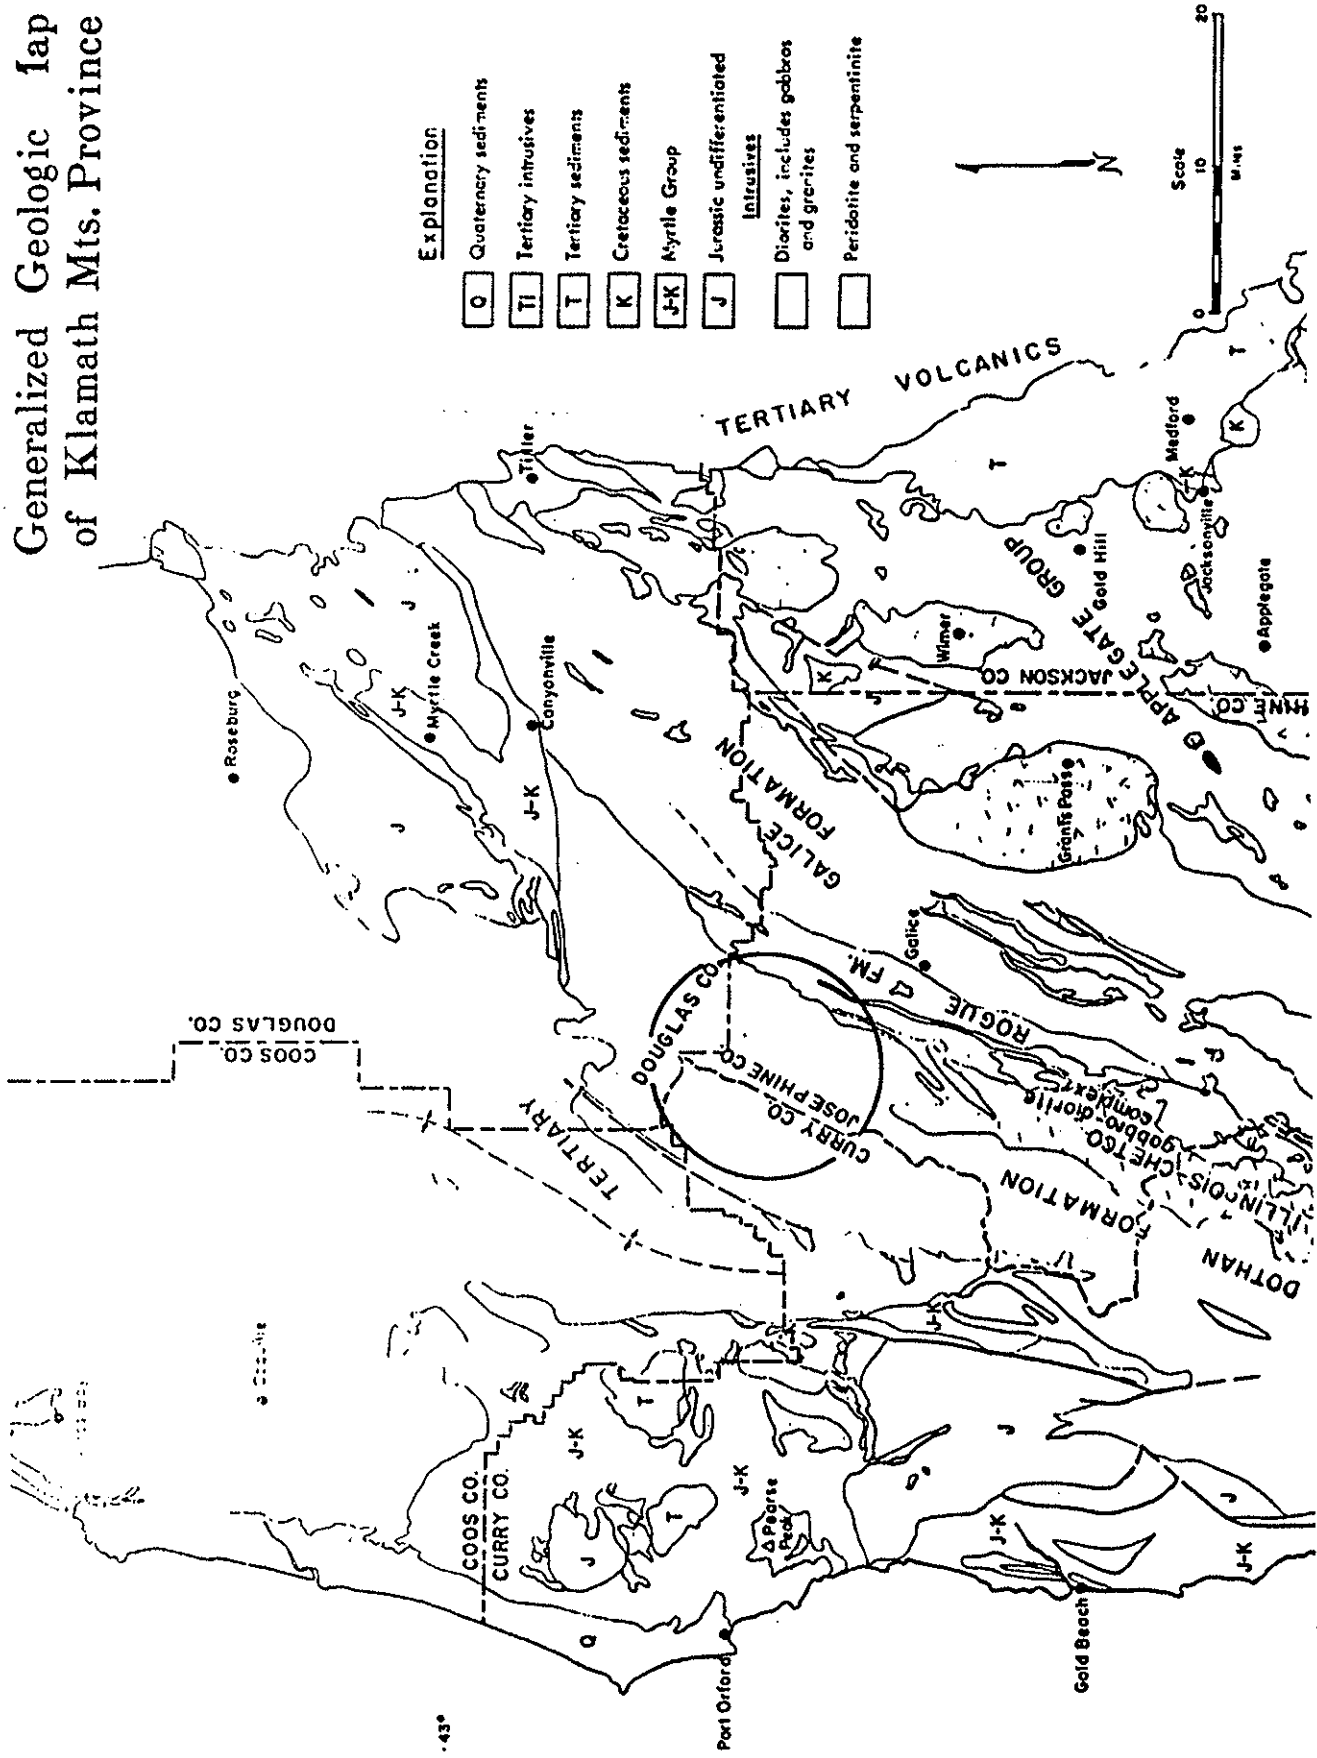 Generalized Geologic 1ap
of Klamath Mts. Province
Explanation
Q Quaternary sediments
TI Tertiary intrusives
T Tertiary sediments
K Cretaceous sediments
J-K Myrtle Group
J Jurassic undifferentiated
Intrusives
Diorites, includes gabbros
and granites
Peridotite and serpentinite
N
Scale
0 10 20
Miles
TERTIARY VOLCANICS
Tiller
Roseburg
J
J-K
Myrtle Creek
J
Canyonville
J-K
COOS CO.
DOUGLAS CO.
TERTIARY
DOUGLAS CO.
JOSEPHINE CO.
CURRY CO.
GALICE
FORMATION
ROGUE FM.
Galice
APPLEGATE GROUP
JACKSON CO.
K
J
Wimer
T
Gold Hill
Medford
K
Jacksonville
Applegate
T
Grants Pass
CHETCO
ILLINOIS
gabbro-diorite
complex
DOTHAN FORMATION
43°
COOS CO.
CURRY CO.
J-K
T
J
T
J-K
Pearse
Peak
Q
Port Orford
J-K
J
J-K
J
J-K
Gold Beach